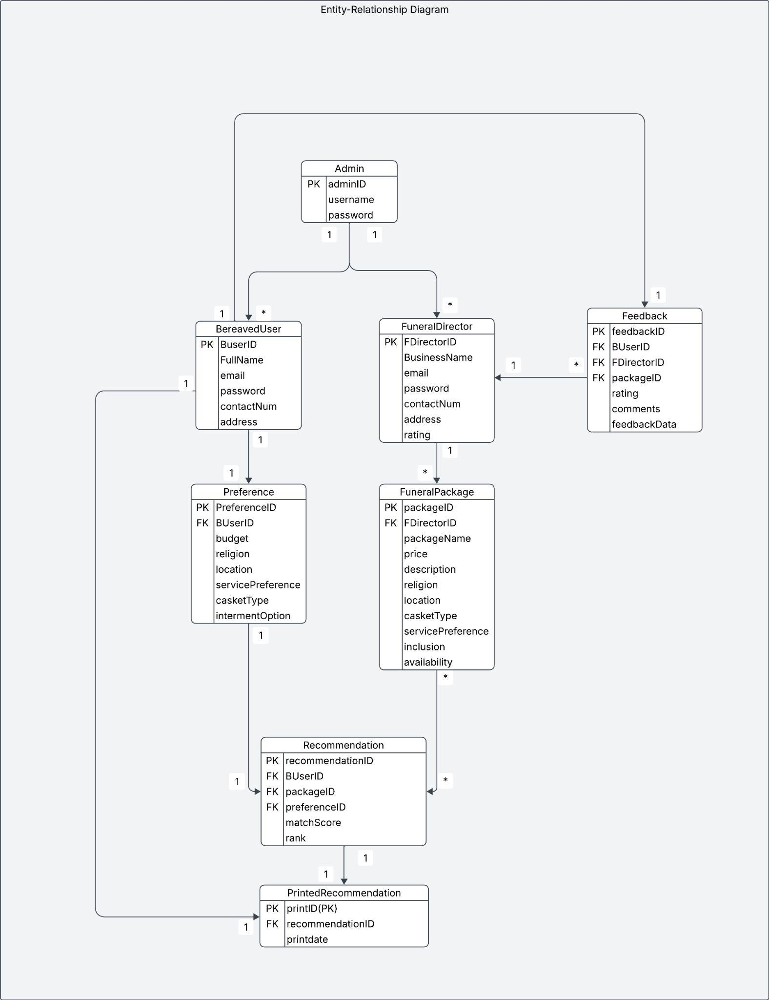 Entity-Relationship Diagram
Admin
PK adminID
username
password
1 1
* *
1
1
BereavedUser
PK BuserID
FullName
email
password
contactNum
address
1
1
FuneralDirector
PK FDirectorID
BusinessName
email
password
contactNum
address
rating
1
1 *
Feedback
PK feedbackID
FK BUserID
FK FDirectorID
FK packageID
rating
comments
feedbackData
1
*
Preference
PK PreferenceID
FK BUserID
budget
religion
location
servicePreference
casketType
intermentOption
1
FuneralPackage
PK packageID
FK FDirectorID
packageName
price
description
religion
location
casketType
servicePreference
inclusion
availability
*
1 *
Recommendation
PK recommendationID
FK BUserID
FK packageID
FK preferenceID
matchScore
rank
1
1
PrintedRecommendation
PK printID(PK)
FK recommendationID
printdate
1